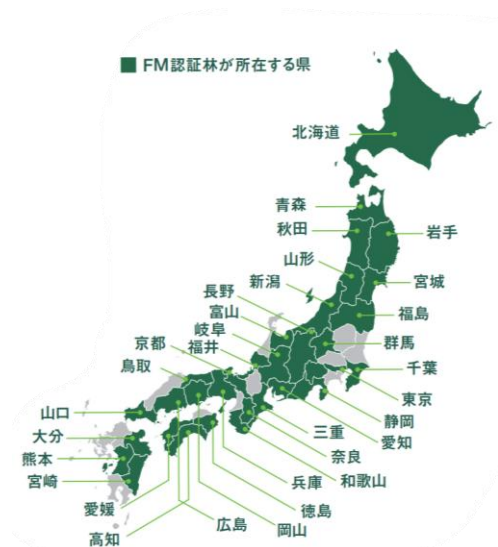 FM認証林が所在する県
北海道
青森
秋田
岩手
山形
宮城
新潟
長野
福島
富山
岐阜
群馬
京都
福井
千葉
鳥取
東京
山口
静岡
大分
三重
愛知
奈良
熊本
和歌山
宮崎
兵庫
愛媛
徳島
広島
岡山
高知